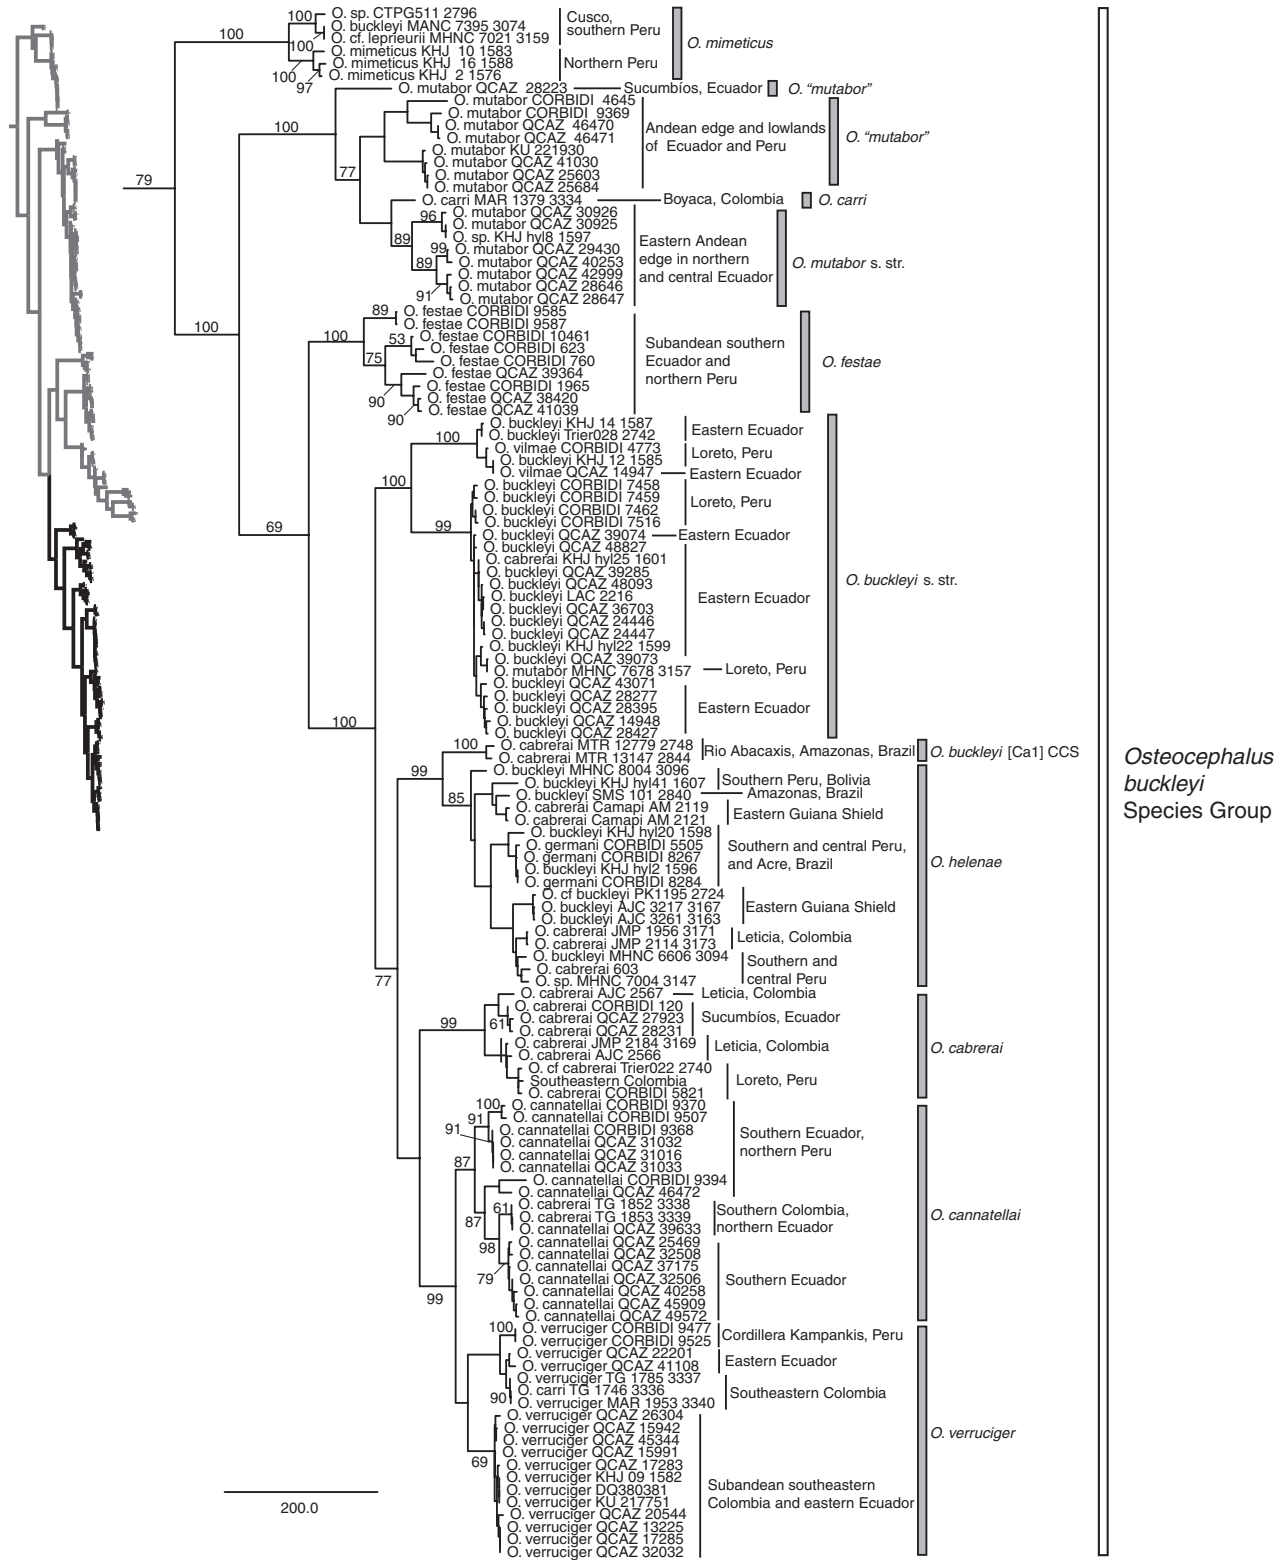 O. sp. CTPG511 2796
O. buckleyi MANC 7395 3074
O. cf. leprieurii MHNC 7021 3159
O. mimeticus KHJ 10 1583
O. mimeticus KHJ 16 1588
O. mimeticus KHJ 2 1576
100
100
100
100
97
Cusco,
southern Peru
Northern Peru
O. mimeticus
O. mutabor QCAZ 28223
Sucumbíos, Ecuador
O. “mutabor”
O. mutabor CORBIDI 4645
O. mutabor CORBIDI 9369
O. mutabor QCAZ 46470
O. mutabor QCAZ 46471
O. mutabor KU 221930
O. mutabor QCAZ 41030
O. mutabor QCAZ 25603
O. mutabor QCAZ 25684
100
77
79
Andean edge and lowlands
of Ecuador and Peru
O. “mutabor”
O. carri MAR 1379 3334
Boyaca, Colombia
O. carri
O. mutabor QCAZ 30926
O. mutabor QCAZ 30925
O. sp. KHJ hyl8 1597
O. mutabor QCAZ 29430
O. mutabor QCAZ 40253
O. mutabor QCAZ 42999
O. mutabor QCAZ 28646
O. mutabor QCAZ 28647
96
89
99
89
91
Eastern Andean
edge in northern
and central Ecuador
O. mutabor s. str.
100
O. festae CORBIDI 9585
O. festae CORBIDI 9587
O. festae CORBIDI 10461
O. festae CORBIDI 623
O. festae CORBIDI 760
O. festae QCAZ 39364
O. festae CORBIDI 1965
O. festae QCAZ 38420
O. festae QCAZ 41039
100
89
53
75
90
90
Subandean southern
Ecuador and
northern Peru
O. festae
O. buckleyi KHJ 14 1587
O. buckleyi Trier028 2742
O. vilmae CORBIDI 4773
O. buckleyi KHJ 12 1585
O. vilmae QCAZ 14947
O. buckleyi CORBIDI 7458
O. buckleyi CORBIDI 7459
O. buckleyi CORBIDI 7462
O. buckleyi CORBIDI 7516
O. buckleyi QCAZ 39074
O. buckleyi QCAZ 48827
O. cabrerai KHJ hyl25 1601
O. buckleyi QCAZ 39285
O. buckleyi QCAZ 48093
O. buckleyi LAC 2216
O. buckleyi QCAZ 36703
O. buckleyi QCAZ 24446
O. buckleyi QCAZ 24447
O. buckleyi KHJ hyl22 1599
O. buckleyi QCAZ 39073
O. mutabor MHNC 7678 3157
O. buckleyi QCAZ 43071
O. buckleyi QCAZ 28277
O. buckleyi QCAZ 28395
O. buckleyi QCAZ 14948
O. buckleyi QCAZ 28427
100
100
99
69
100
Eastern Ecuador
Loreto, Peru
Eastern Ecuador
Loreto, Peru
Eastern Ecuador
Eastern Ecuador
Loreto, Peru
Eastern Ecuador
O. buckleyi s. str.
O. cabrerai MTR 12779 2748
O. cabrerai MTR 13147 2844
100
99
Rio Abacaxis, Amazonas, Brazil
O. buckleyi [Ca1] CCS
O. buckleyi MHNC 8004 3096
O. buckleyi KHJ hyl41 1607
O. buckleyi SMS 101 2840
O. cabrerai Camapi AM 2119
O. cabrerai Camapi AM 2121
O. buckleyi KHJ hyl20 1598
O. germani CORBIDI 5505
O. germani CORBIDI 8267
O. buckleyi KHJ hyl2 1596
O. germani CORBIDI 8284
O. cf buckleyi PK1195 2724
O. buckleyi AJC 3217 3167
O. buckleyi AJC 3261 3163
O. cabrerai JMP 1956 3171
O. cabrerai JMP 2114 3173
O. buckleyi MHNC 6606 3094
O. cabrerai 603
O. sp. MHNC 7004 3147
85
77
Southern Peru, Bolivia
Amazonas, Brazil
Eastern Guiana Shield
Southern and central Peru,
and Acre, Brazil
Eastern Guiana Shield
Leticia, Colombia
Southern and
central Peru
O. helenae
O. cabrerai AJC 2567
O. cabrerai CORBIDI 120
O. cabrerai QCAZ 27923
O. cabrerai QCAZ 28231
O. cabrerai JMP 2184 3169
O. cabrerai AJC 2566
O. cf cabrerai Trier022 2740
Southeastern Colombia
O. cabrerai CORBIDI 5821
99
61
Leticia, Colombia
Sucumbíos, Ecuador
Leticia, Colombia
Loreto, Peru
O. cabrerai
O. cannatellai CORBIDI 9370
O. cannatellai CORBIDI 9507
O. cannatellai CORBIDI 9368
O. cannatellai QCAZ 31032
O. cannatellai QCAZ 31016
O. cannatellai QCAZ 31033
O. cannatellai CORBIDI 9394
O. cannatellai QCAZ 46472
O. cabrerai TG 1852 3338
O. cabrerai TG 1853 3339
O. cannatellai QCAZ 39633
O. cannatellai QCAZ 25469
O. cannatellai QCAZ 32508
O. cannatellai QCAZ 37175
O. cannatellai QCAZ 32506
O. cannatellai QCAZ 40258
O. cannatellai QCAZ 45909
O. cannatellai QCAZ 49572
100
91
91
87
61
87
98
79
99
Southern Ecuador,
northern Peru
Southern Colombia,
northern Ecuador
Southern Ecuador
O. cannatellai
O. verruciger CORBIDI 9477
O. verruciger CORBIDI 9525
O. verruciger QCAZ 22201
O. verruciger QCAZ 41108
O. verruciger TG 1785 3337
O. carri TG 1746 3336
O. verruciger MAR 1953 3340
O. verruciger QCAZ 26304
O. verruciger QCAZ 15942
O. verruciger QCAZ 45344
O. verruciger QCAZ 15991
O. verruciger QCAZ 17283
O. verruciger KHJ 09 1582
O. verruciger DQ380381
O. verruciger KU 217751
O. verruciger QCAZ 20544
O. verruciger QCAZ 13225
O. verruciger QCAZ 17285
O. verruciger QCAZ 32032
100
90
69
Cordillera Kampankis, Peru
Eastern Ecuador
Southeastern Colombia
Subandean southeastern
Colombia and eastern Ecuador
O. verruciger
Osteocephalus
buckleyi
Species Group
200.0